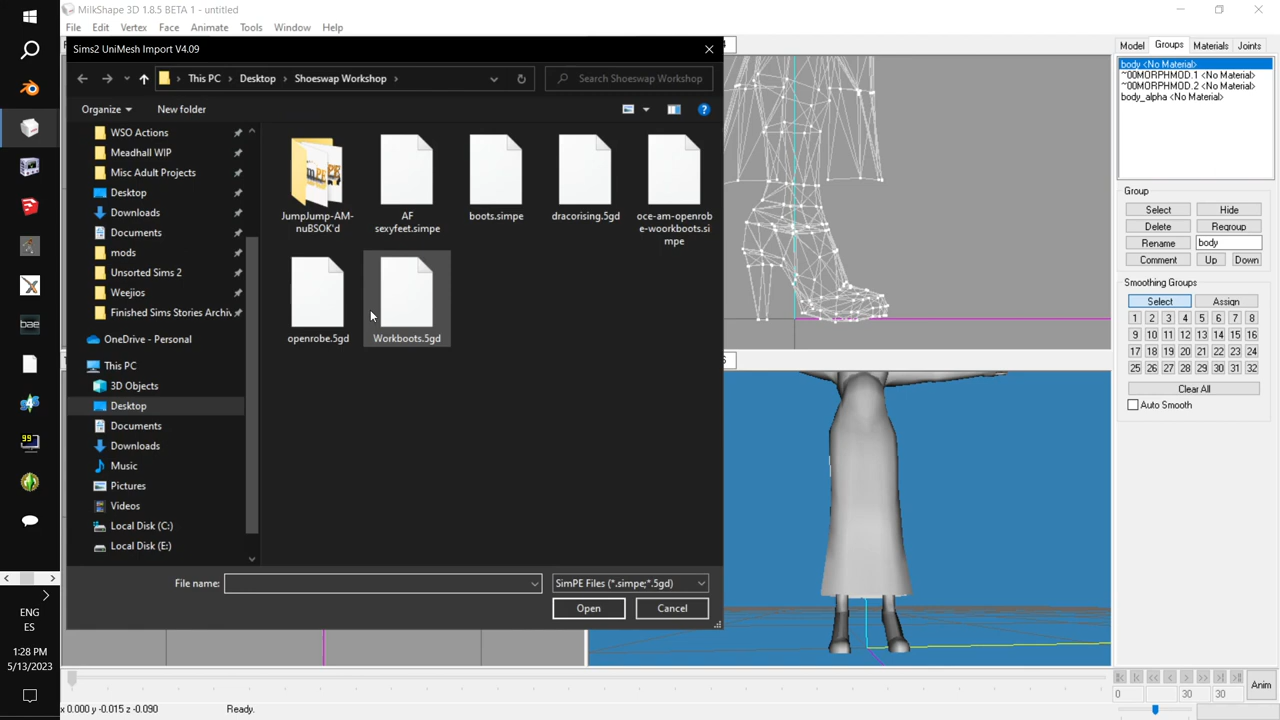 MilkShape 3D 1.8.5 BETA 1 - untitled
File Edit Vertex Face Animate Tools Window Help
Sims2 UniMesh Import V4.09
This PC Desktop Shoeswap Workshop
Search Shoeswap Workshop
Organize New folder
WSO Actions
Meadhall WIP
Misc Adult Projects
Desktop
Downloads
Documents
mods
Unsorted Sims 2
Weejios
Finished Sims Stories Archiv
OneDrive - Personal
This PC
3D Objects
Desktop
Documents
Downloads
Music
Pictures
Videos
Local Disk (C:)
Local Disk (E:)
JumpJump-AM-
nuBSOK'd
AF
sexyfeet.simpe
boots.simpe
dracorising.5gd
oce-am-openrob
e-woorkboots.si
mpe
openrobe.5gd
Workboots.5gd
File name:
SimPE Files (*.simpe;*.5gd)
Open Cancel
Model Groups Materials Joints
body <No Material>
~00MORPHMOD.1 <No Material>
~00MORPHMOD.2 <No Material>
body_alpha <No Material>
Group
Select Hide
Delete Regroup
Rename body
Comment Up Down
Smoothing Groups
Select Assign
1 2 3 4 5 6 7 8
9 10 11 12 13 14 15 16
17 18 19 20 21 22 23 24
25 26 27 28 29 30 31 32
Clear All
Auto Smooth
bae
99
ENG
ES
1:28 PM
5/13/2023
0 30 30
Anim
x 0.000 y -0.015 z -0.090
Ready.